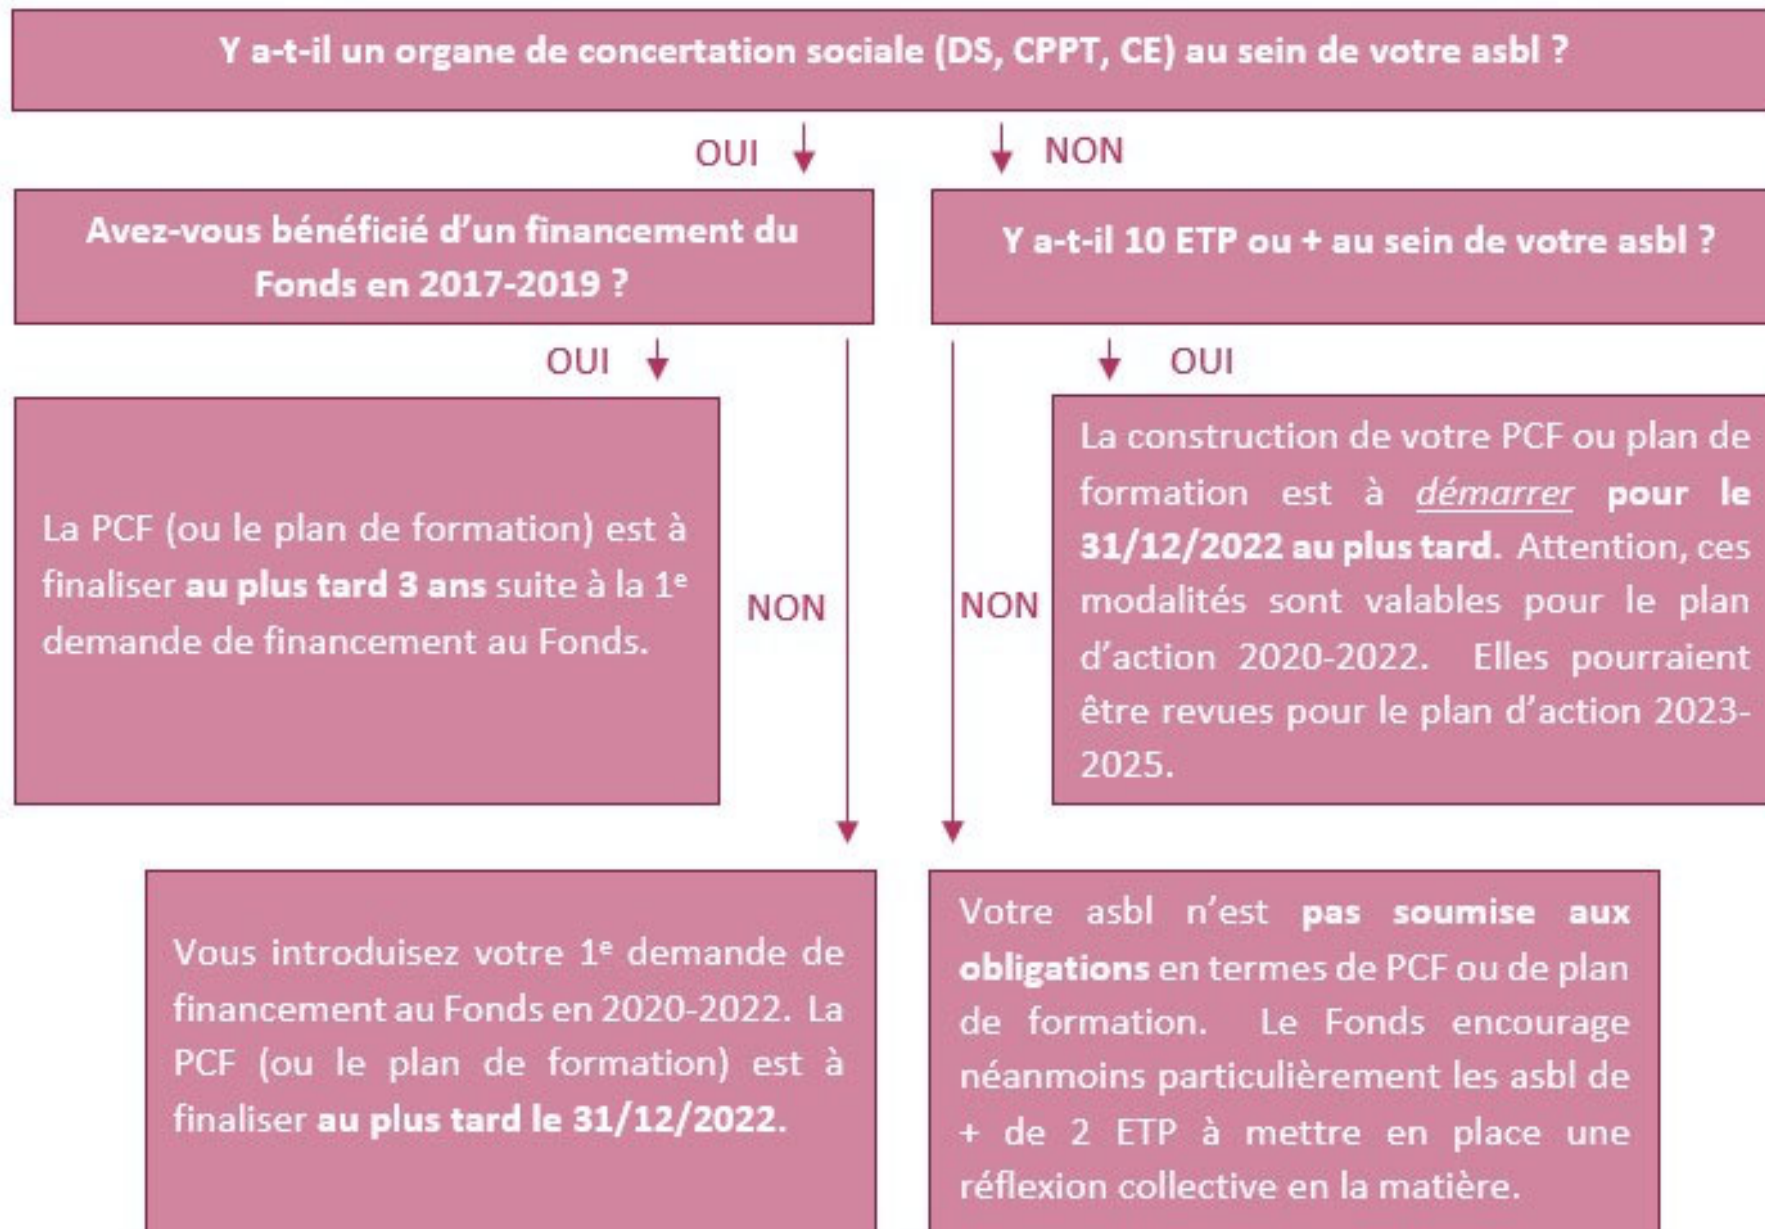 Y a-t-il un organe de concertation sociale (DS, CPPT, CE) au sein de votre asbl ?
OUI
NON
Avez-vous bénéficié d'un financement du
Fonds en 2017-2019 ?
Y a-t-il 10 ETP ou + au sein de votre asbl ?
OUI
OUI
La PCF (ou le plan de formation) est à
finaliser au plus tard 3 ans suite à la 1e
demande de financement au Fonds.
NON
NON
La construction de votre PCF ou plan de
formation est à démarrer pour le
31/12/2022 au plus tard. Attention, ces
modalités sont valables pour le plan
d'action 2020-2022. Elles pourraient
être revues pour le plan d'action 2023-
2025.
Vous introduisez votre 1e demande de
financement au Fonds en 2020-2022. La
PCF (ou le plan de formation) est à
finaliser au plus tard le 31/12/2022.
Votre asbl n'est pas soumise aux
obligations en termes de PCF ou de plan
de formation. Le Fonds encourage
néanmoins particulièrement les asbl de
+ de 2 ETP à mettre en place une
réflexion collective en la matière.